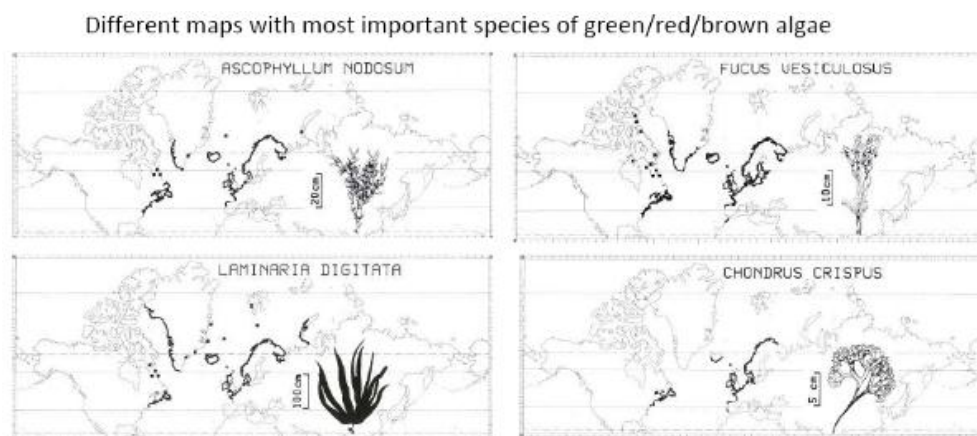 Different maps with most important species of green/red/brown algae
ASCOPHYLLUM NODOSUM
20cm
FUCUS VESICULOSUS
10cm
LAMINARIA DIGITATA
100cm
CHONDRUS CRISPUS
5 cm